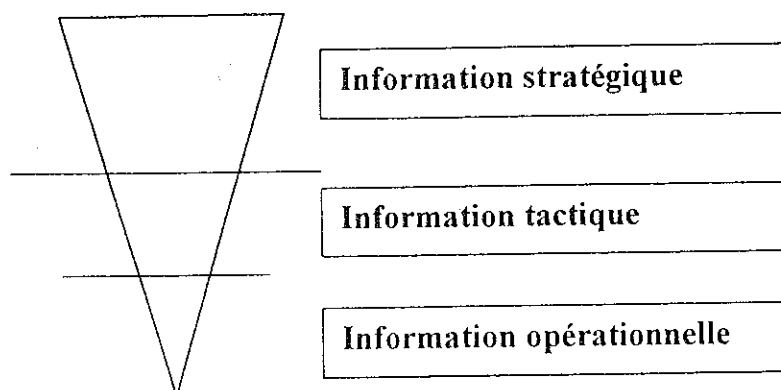 Information stratégique
Information tactique
Information opérationnelle